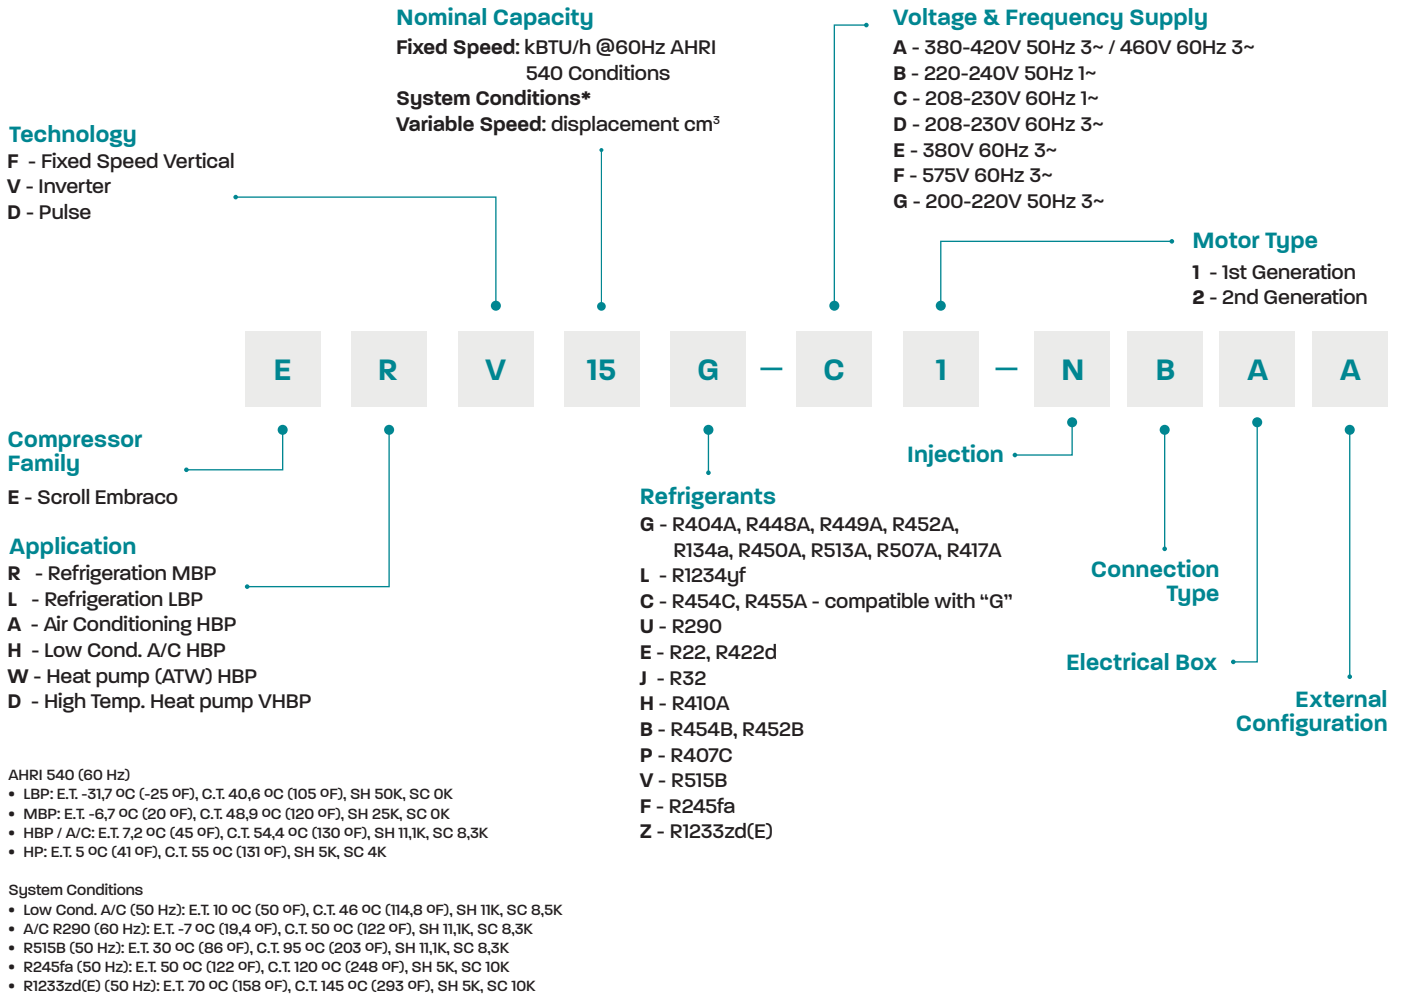 Nominal Capacity
Fixed Speed: kBTU/h @60Hz AHRI
540 Conditions
System Conditions*
Variable Speed: displacement cm³
Voltage & Frequency Supply
A - 380-420V 50Hz 3~ / 460V 60Hz 3~
B - 220-240V 50Hz 1~
C - 208-230V 60Hz 1~
D - 208-230V 60Hz 3~
E - 380V 60Hz 3~
F - 575V 60Hz 3~
G - 200-220V 50Hz 3~
Technology
F - Fixed Speed Vertical
V - Inverter
D - Pulse
Motor Type
1 - 1st Generation
2 - 2nd Generation
E R V 15 G – C 1 – N B A A
Compressor
Family
E - Scroll Embraco
Application
R - Refrigeration MBP
L - Refrigeration LBP
A - Air Conditioning HBP
H - Low Cond. A/C HBP
W - Heat pump (ATW) HBP
D - High Temp. Heat pump VHBP
Refrigerants
G - R404A, R448A, R449A, R452A,
R134a, R450A, R513A, R507A, R417A
L - R1234yf
C - R454C, R455A - compatible with “G”
U - R290
E - R22, R422d
J - R32
H - R410A
B - R454B, R452B
P - R407C
V - R515B
F - R245fa
Z - R1233zd(E)
Injection
Connection
Type
Electrical Box
External
Configuration
AHRI 540 (60 Hz)
• LBP: E.T. -31,7 ºC (-25 ºF), C.T. 40,6 ºC (105 ºF), SH 50K, SC 0K
• MBP: E.T. -6,7 ºC (20 ºF), C.T. 48,9 ºC (120 ºF), SH 25K, SC 0K
• HBP / A/C: E.T. 7,2 ºC (45 ºF), C.T. 54,4 ºC (130 ºF), SH 11,1K, SC 8,3K
• HP: E.T. 5 ºC (41 ºF), C.T. 55 ºC (131 ºF), SH 5K, SC 4K
System Conditions
• Low Cond. A/C (50 Hz): E.T. 10 ºC (50 ºF), C.T. 46 ºC (114,8 ºF), SH 11K, SC 8,5K
• A/C R290 (60 Hz): E.T. -7 ºC (19,4 ºF), C.T. 50 ºC (122 ºF), SH 11,1K, SC 8,3K
• R515B (50 Hz): E.T. 30 ºC (86 ºF), C.T. 95 ºC (203 ºF), SH 11,1K, SC 8,3K
• R245fa (50 Hz): E.T. 50 ºC (122 ºF), C.T. 120 ºC (248 ºF), SH 5K, SC 10K
• R1233zd(E) (50 Hz): E.T. 70 ºC (158 ºF), C.T. 145 ºC (293 ºF), SH 5K, SC 10K